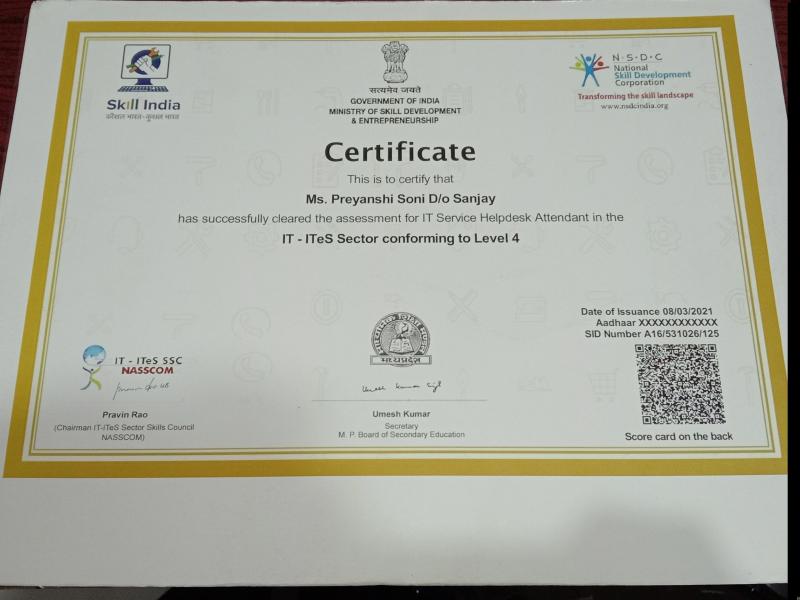 Skill India
कौशल भारत-कुशल भारत
सत्यमेव जयते
GOVERNMENT OF INDIA
MINISTRY OF SKILL DEVELOPMENT
& ENTREPRENEURSHIP
N·S·D·C
National
Skill Development
Corporation
Transforming the skill landscape
www.nsdcindia.org
Certificate
This is to certify that
Ms. Preyanshi Soni D/o Sanjay
has successfully cleared the assessment for IT Service Helpdesk Attendant in the
IT - ITeS Sector conforming to Level 4
Date of Issuance 08/03/2021
Aadhaar XXXXXXXXXXXX
SID Number A16/531026/125
IT - ITeS SSC
NASSCOM
Pravin Rao
(Chairman IT-ITeS Sector Skills Council
NASSCOM)
मध्यप्रदेश
Umesh Kumar
Secretary
M. P. Board of Secondary Education
Score card on the back